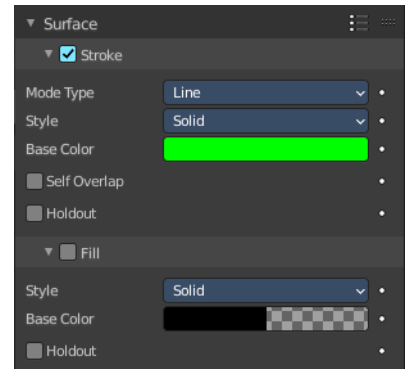 Surface
Stroke
Mode Type Line
Style Solid
Base Color
Self Overlap
Holdout
Fill
Style Solid
Base Color
Holdout